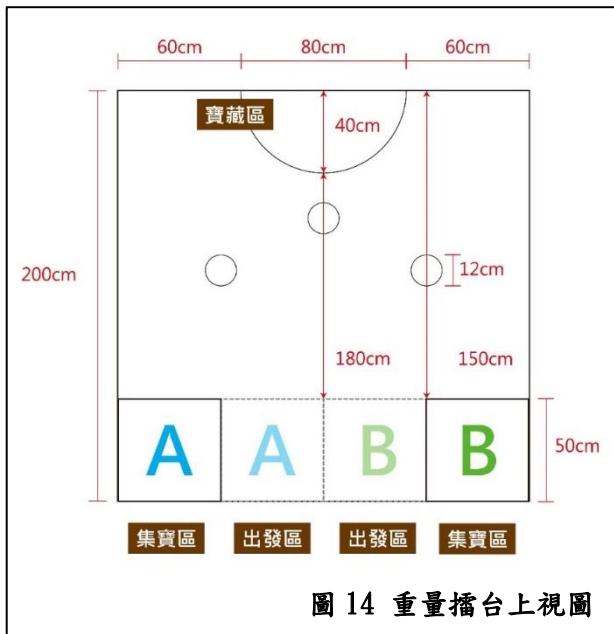 60cm 80cm 60cm
寶藏區
40cm
200cm
12cm
180cm
150cm
A A B B
50cm
集寶區 出發區 出發區 集寶區
圖 14 重量擂台上視圖